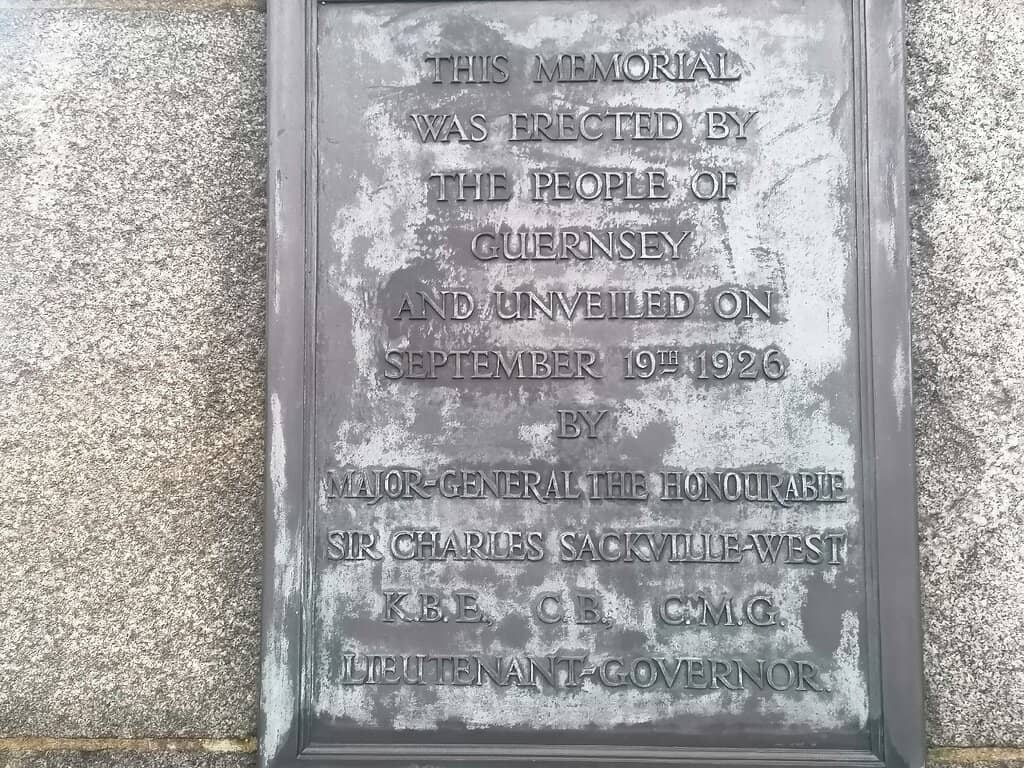 THIS MEMORIAL
WAS ERECTED BY
THE PEOPLE OF
GUERNSEY
AND UNVEILED ON
SEPTEMBER 19TH 1926
BY
MAJOR-GENERAL THE HONOURABLE
SIR CHARLES SACKVILLE-WEST
K.B.E., C.B., C.M.G.
LIEUTENANT-GOVERNOR.